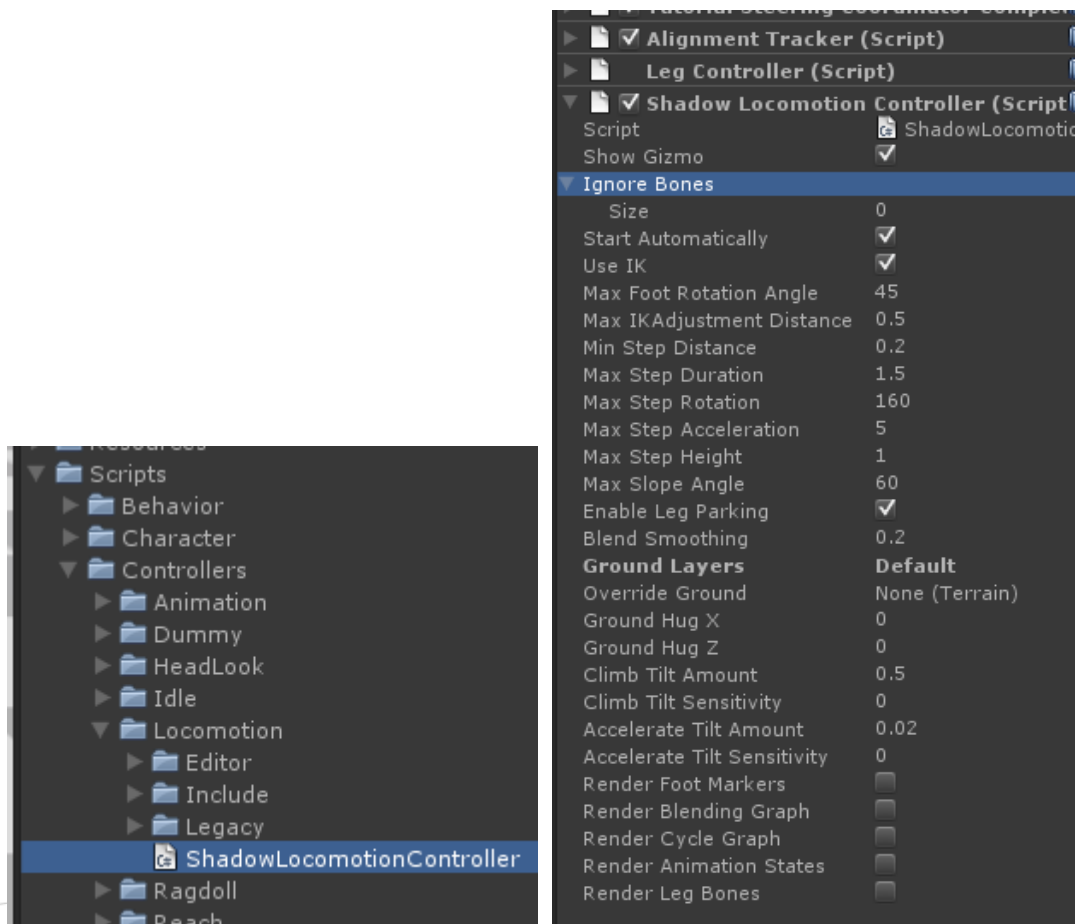 Resources
Scripts
Behavior
Character
Controllers
Animation
Dummy
HeadLook
Idle
Locomotion
Editor
Include
Legacy
ShadowLocomotionController
Ragdoll
Reach
Tutorial Steering Coordinator
Alignment Tracker (Script)
Leg Controller (Script)
Shadow Locomotion Controller (Script
Script ShadowLocomotio
Show Gizmo
Ignore Bones
Size 0
Start Automatically
Use IK
Max Foot Rotation Angle 45
Max IKAdjustment Distance 0.5
Min Step Distance 0.2
Max Step Duration 1.5
Max Step Rotation 160
Max Step Acceleration 5
Max Step Height 1
Max Slope Angle 60
Enable Leg Parking
Blend Smoothing 0.2
Ground Layers Default
Override Ground None (Terrain)
Ground Hug X 0
Ground Hug Z 0
Climb Tilt Amount 0.5
Climb Tilt Sensitivity 0
Accelerate Tilt Amount 0.02
Accelerate Tilt Sensitivity 0
Render Foot Markers
Render Blending Graph
Render Cycle Graph
Render Animation States
Render Leg Bones